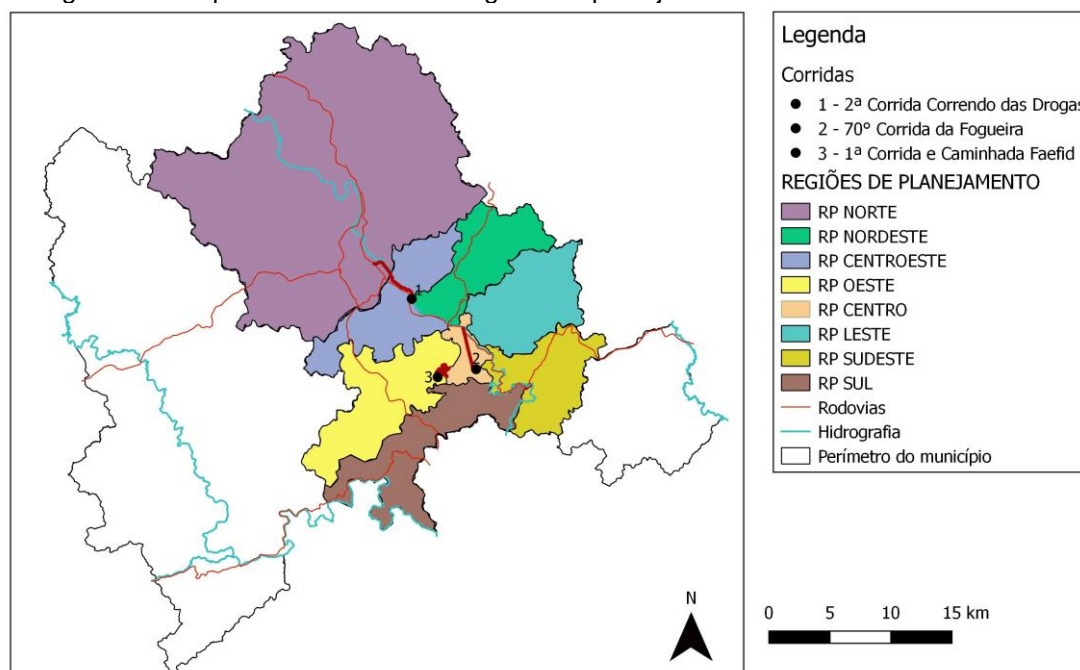 Legenda
Corridas
1 - 2ª Corrida Correndo das Drogas
2 - 70° Corrida da Fogueira
3 - 1ª Corrida e Caminhada Faefid
REGIÕES DE PLANEJAMENTO
RP NORTE
RP NORDESTE
RP CENTROESTE
RP OESTE
RP CENTRO
RP LESTE
RP SUDESTE
RP SUL
Rodovias
Hidrografia
Perímetro do município
1
2
3
N
0 5 10 15 km